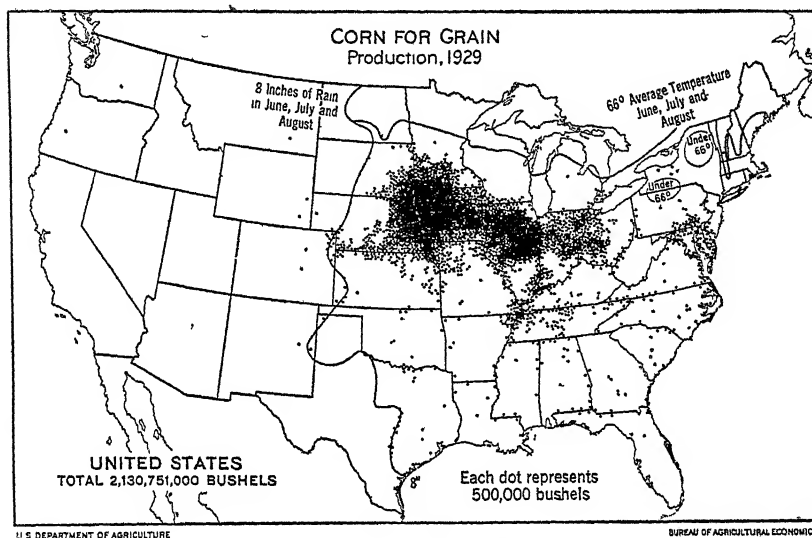 CORN FOR GRAIN
Production, 1929
8 Inches of Rain
in June, July and
August
66° Average Temperature
June, July and
August
Under
66°
Under
66°
UNITED STATES
TOTAL 2,130,751,000 BUSHELS
Each dot represents
500,000 bushels
U.S DEPARTMENT OF AGRICULTURE
BUREAU OF AGRICULTURAL ECONOMIC